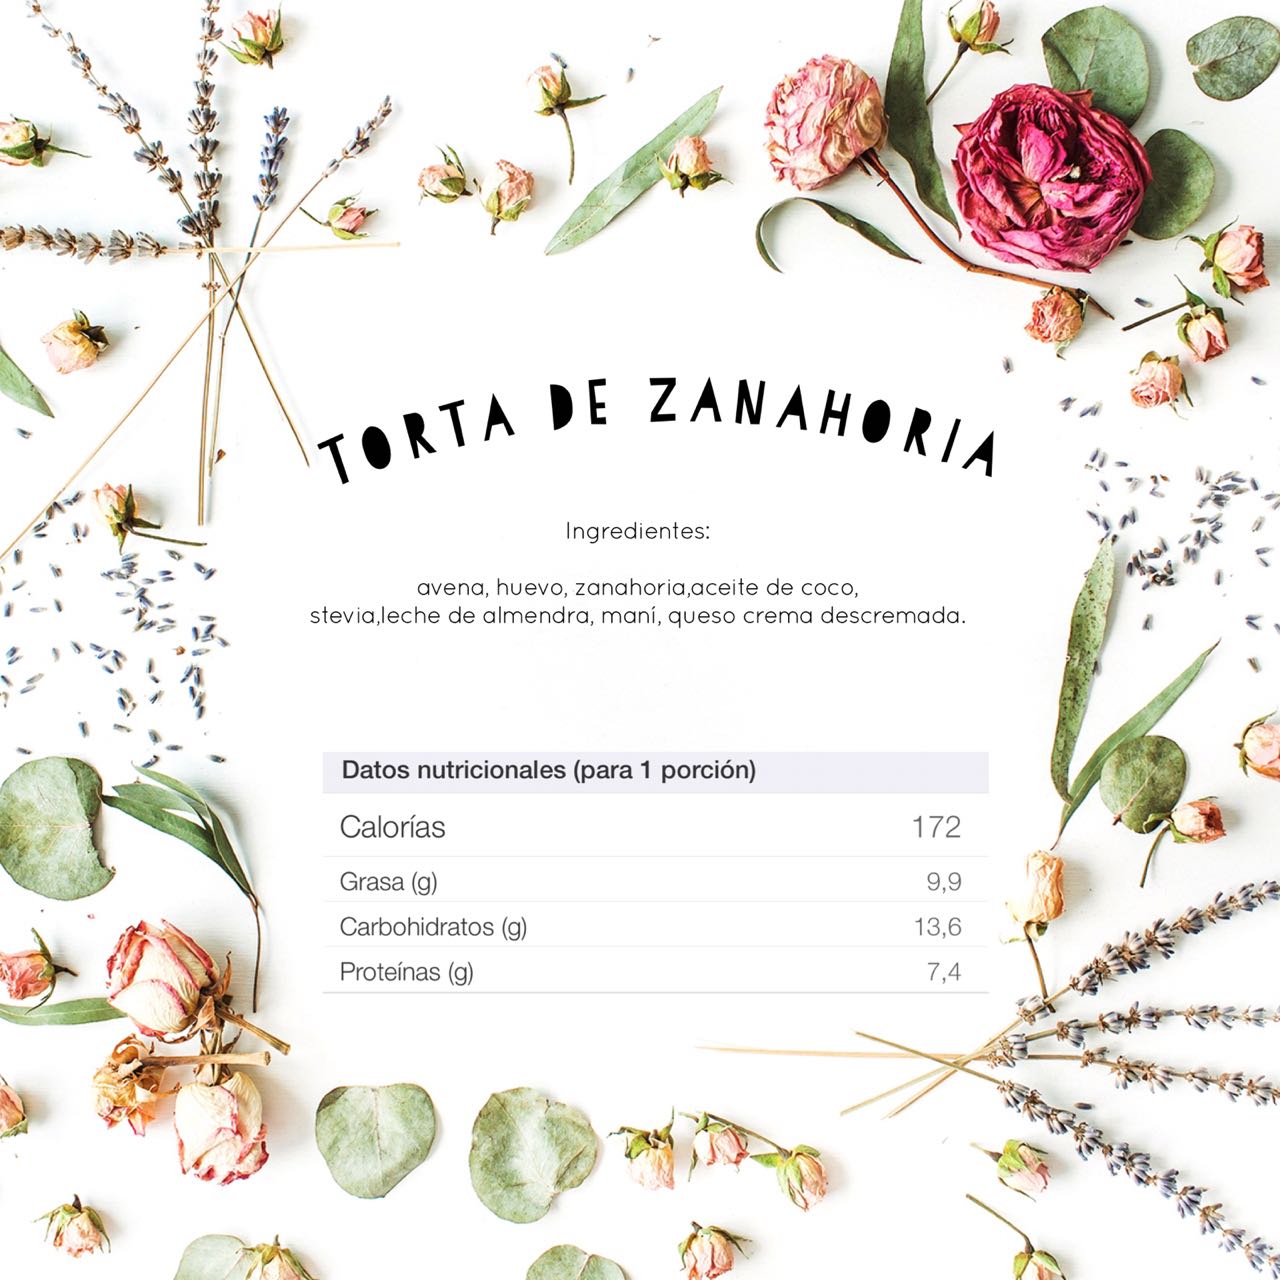 TORTA DE ZANAHORIA
Ingredientes:
avena, huevo, zanahoria,aceite de coco,
stevia,leche de almendra, maní, queso crema descremada.
Datos nutricionales (para 1 porción)
Calorías 172
Grasa (g) 9,9
Carbohidratos (g) 13,6
Proteínas (g) 7,4